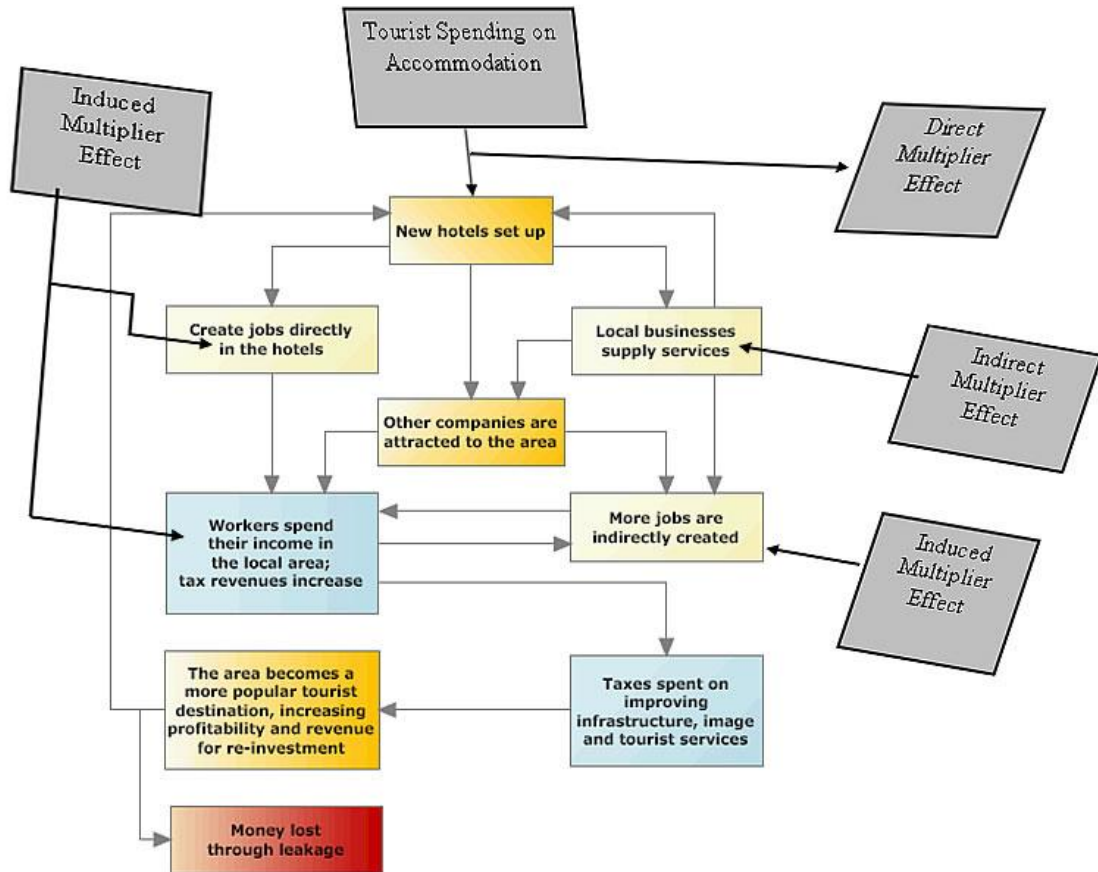 Tourist Spending on
Accommodation
Induced
Multiplier
Effect
Direct
Multiplier
Effect
New hotels set up
Create jobs directly
in the hotels
Local businesses
supply services
Indirect
Multiplier
Effect
Other companies are
attracted to the area
Workers spend
their income in
the local area;
tax revenues increase
More jobs are
indirectly created
Induced
Multiplier
Effect
The area becomes a
more popular tourist
destination, increasing
profitability and revenue
for re-investment
Taxes spent on
improving
infrastructure, image
and tourist services
Money lost
through leakage